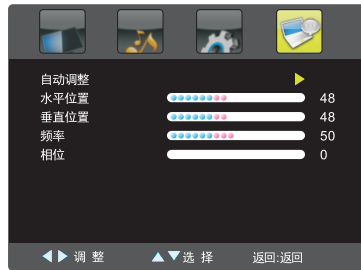 自动调整
水平位置 48
垂直位置 48
频率 50
相位 0
调 整 选 择 返回:返回